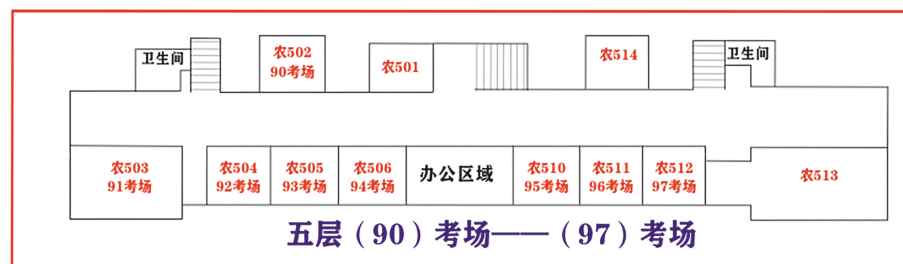 卫生间
农502
90考场
农501
农514
卫生间
农503
91考场
农504
92考场
农505
93考场
农506
94考场
办公区域
农510
95考场
农511
96考场
农512
97考场
农513
五层（90）考场——（97）考场